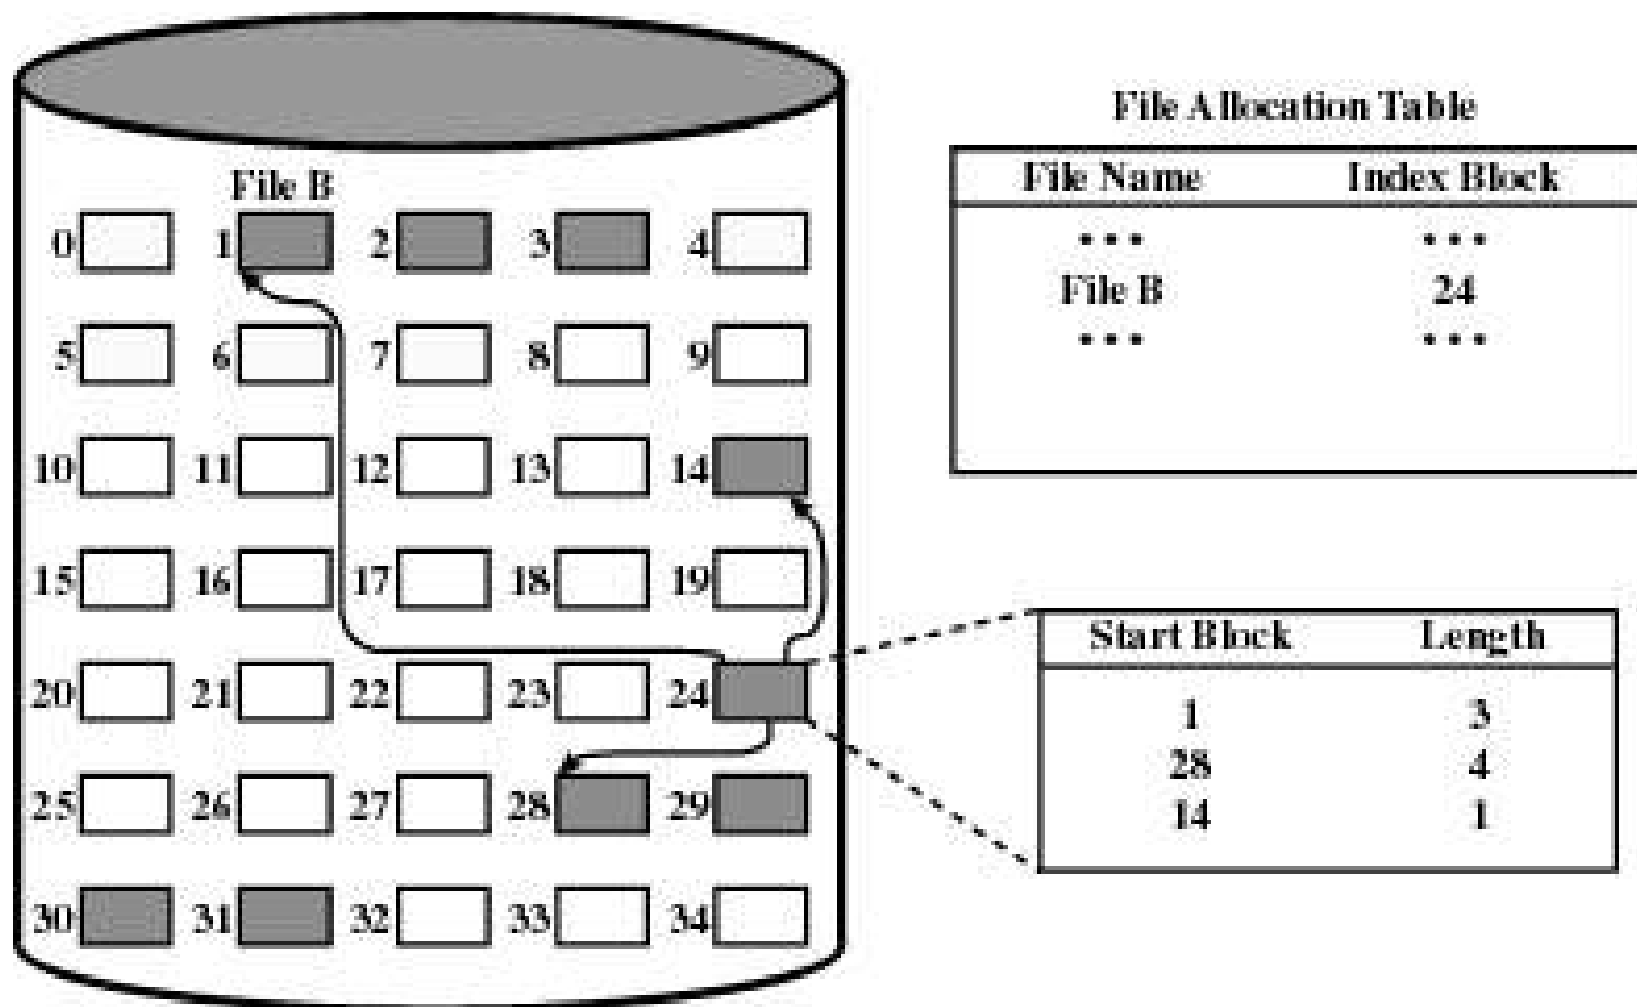 File Allocation Table
File Name Index Block
• • • • • •
File B 24
• • • • • •
File B
0 1 2 3 4
5 6 7 8 9
10 11 12 13 14
15 16 17 18 19
20 21 22 23 24
25 26 27 28 29
30 31 32 33 34
Start Block Length
1 3
28 4
14 1